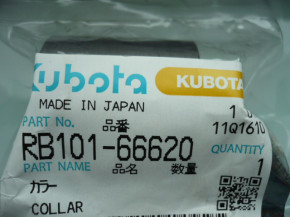 Kubota KUBOTA
MADE IN JAPAN
PART No. 品番 11Q1610
RB101-66620 QUANTITY
PART NAME 品名 数量 1
カラー
COLLAR